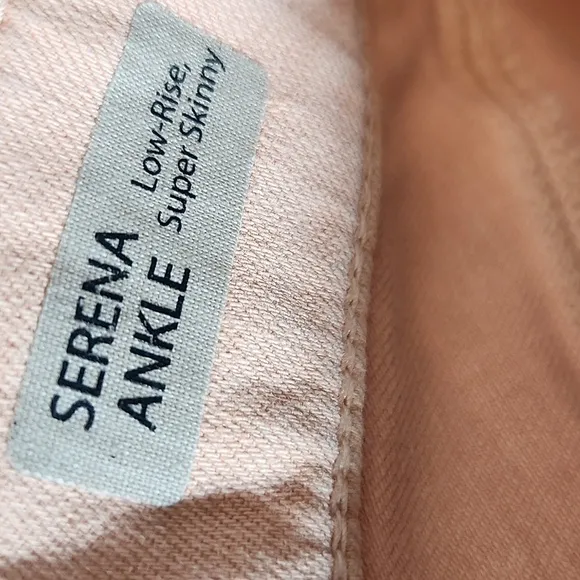 SERENA
ANKLE
Low-Rise,
Super Skinny